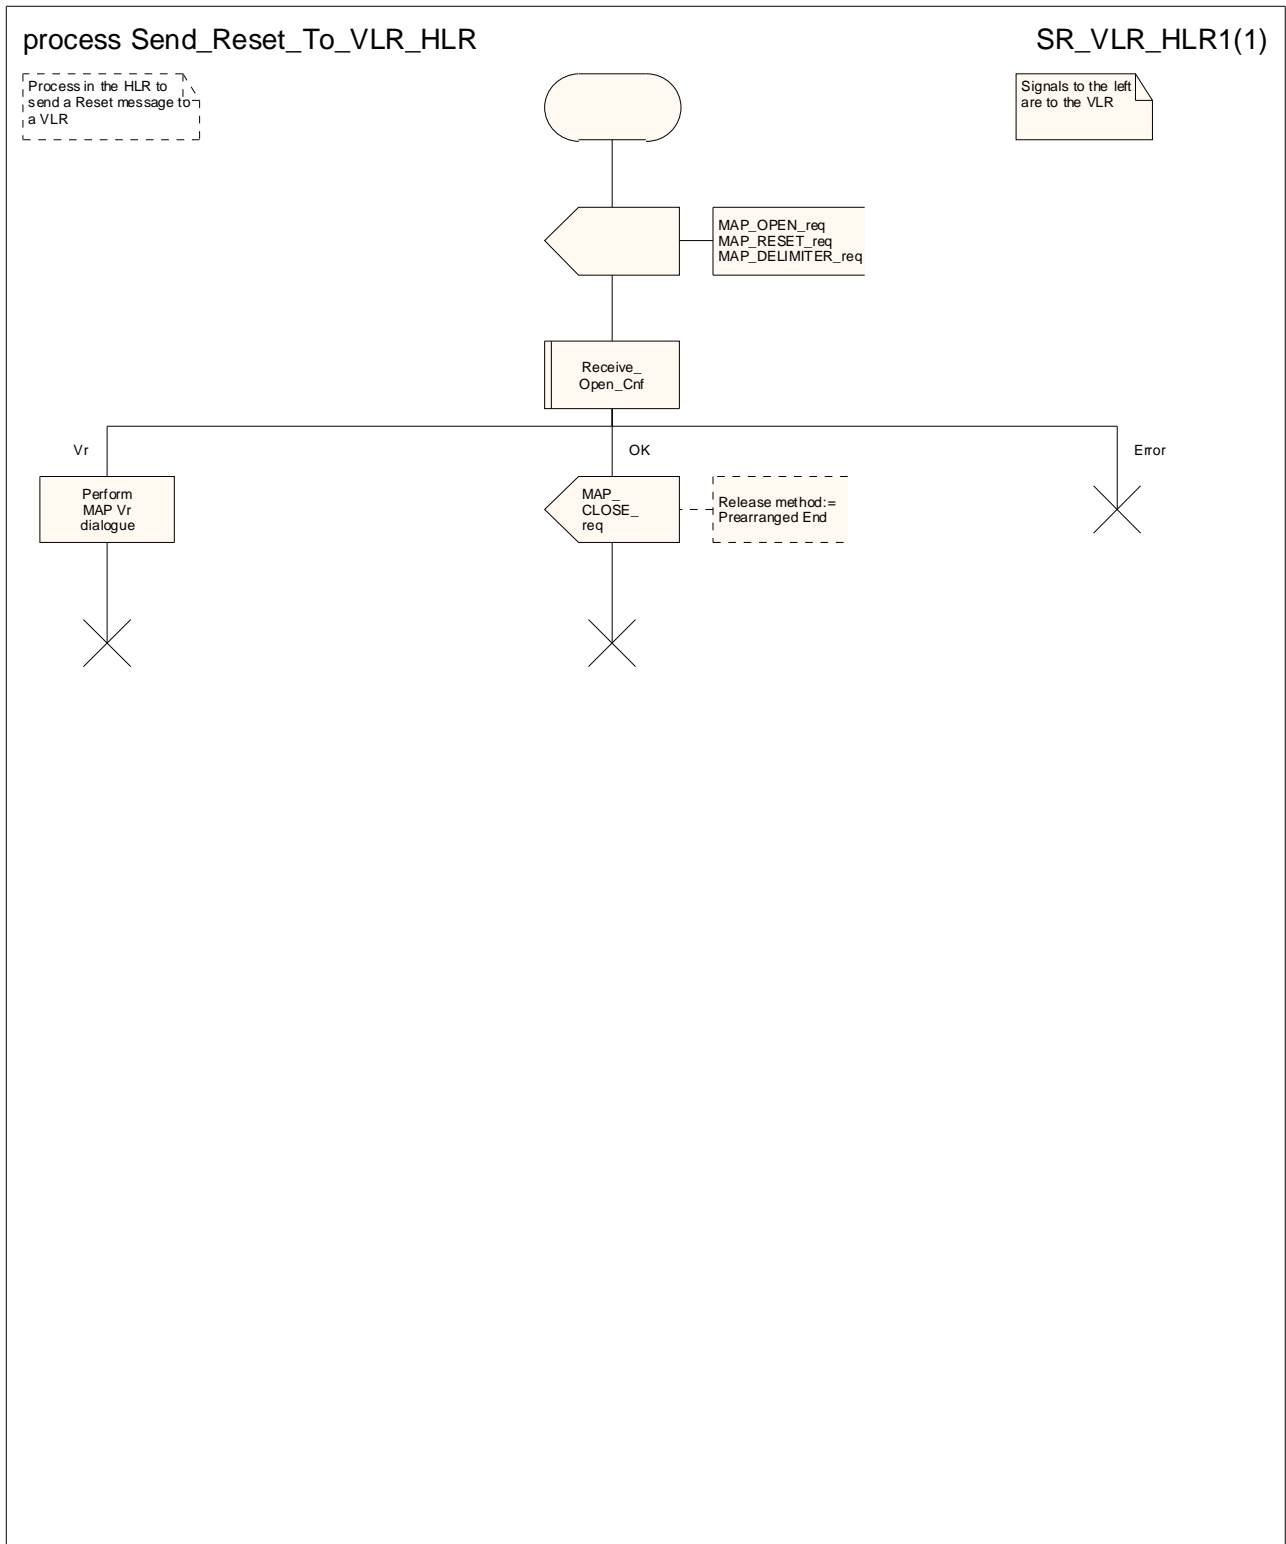 process Send_Reset_To_VLR_HLR
SR_VLR_HLR1(1)
Process in the HLR to
send a Reset message to
a VLR
Signals to the left
are to the VLR
MAP_OPEN_req
MAP_RESET_req
MAP_DELIMITER_req
Receive_
Open_Cnf
Vr
OK
Error
Perform
MAP Vr
dialogue
MAP_
CLOSE_
req
Release method:=
Prearranged End